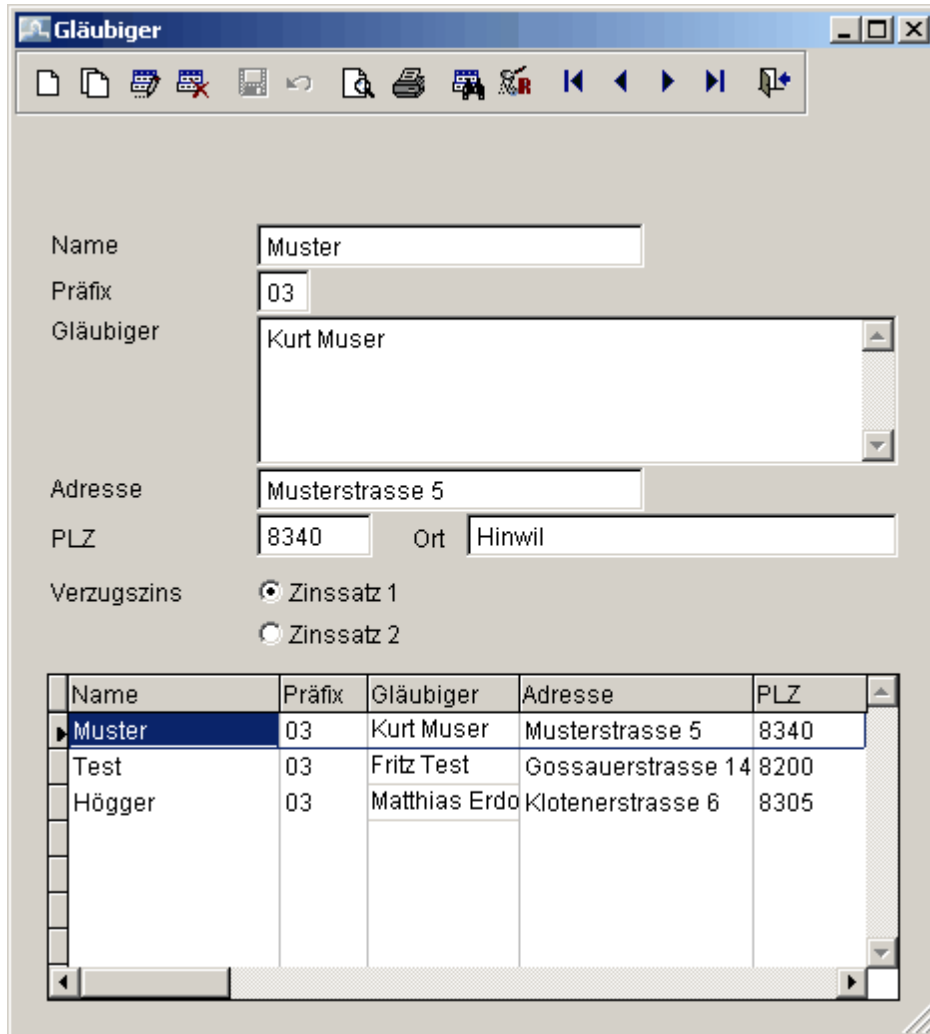 Gläubiger
Name Muster
Präfix 03
Gläubiger Kurt Muser
Adresse Musterstrasse 5
PLZ 8340 Ort Hinwil
Verzugszins Zinssatz 1
Zinssatz 2
Name Präfix Gläubiger Adresse PLZ
Muster 03 Kurt Muser Musterstrasse 5 8340
Test 03 Fritz Test Gossauerstrasse 14 8200
Högger 03 Matthias Erdo Klotenerstrasse 6 8305